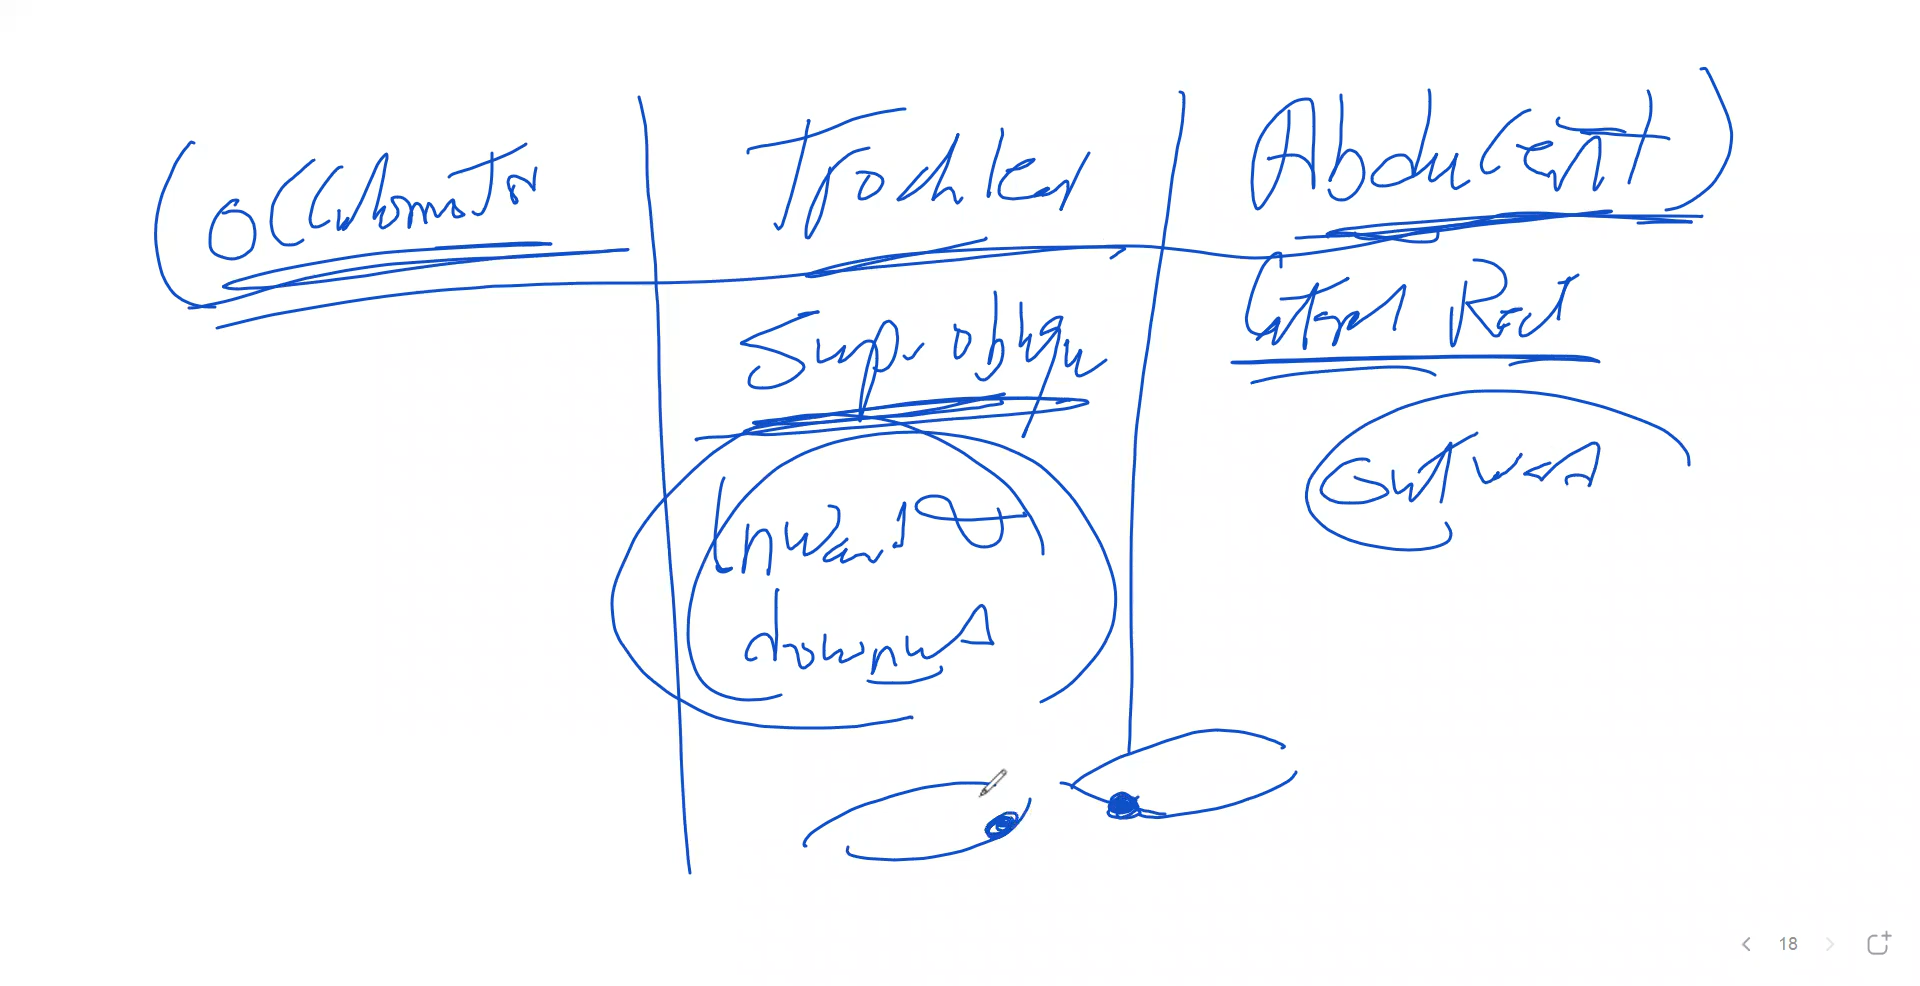 Occulomotor
Trochlear
Abducent
Sup. oblique
Lateral Rect
Inward
downward
outward
18